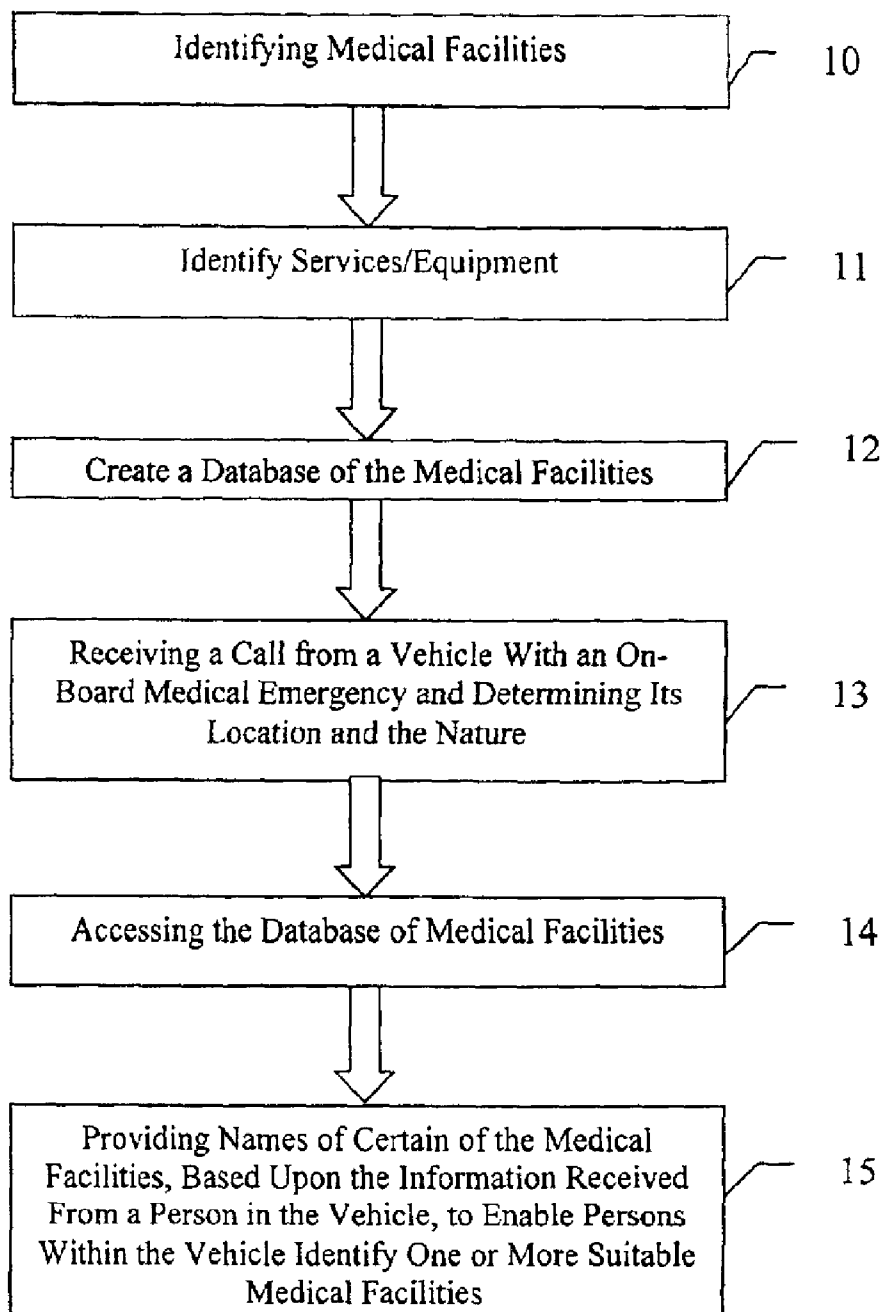 Identifying Medical Facilities
10
Identify Services/Equipment
11
Create a Database of the Medical Facilities
12
Receiving a Call from a Vehicle With an On-
Board Medical Emergency and Determining Its
Location and the Nature
13
Accessing the Database of Medical Facilities
14
Providing Names of Certain of the Medical
Facilities, Based Upon the Information Received
From a Person in the Vehicle, to Enable Persons
Within the Vehicle Identify One or More Suitable
Medical Facilities
15